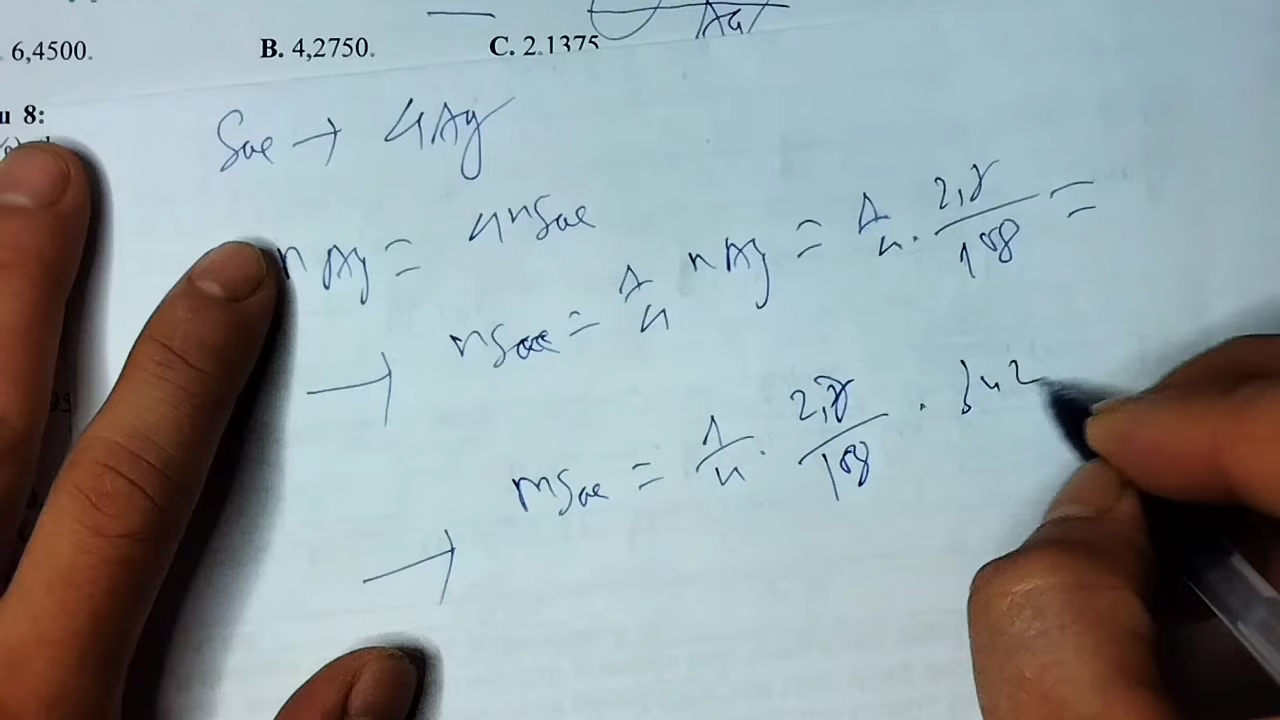 Ag
6,4500. B. 4,2750. C. 2.1375
u 8:
Sac → 4Ag
nAg = 4nSac
→ nSac = 1/4 nAg = 1/4 . 2,7/108 =
→ mSac = 1/4 . 2,7/108 . 342